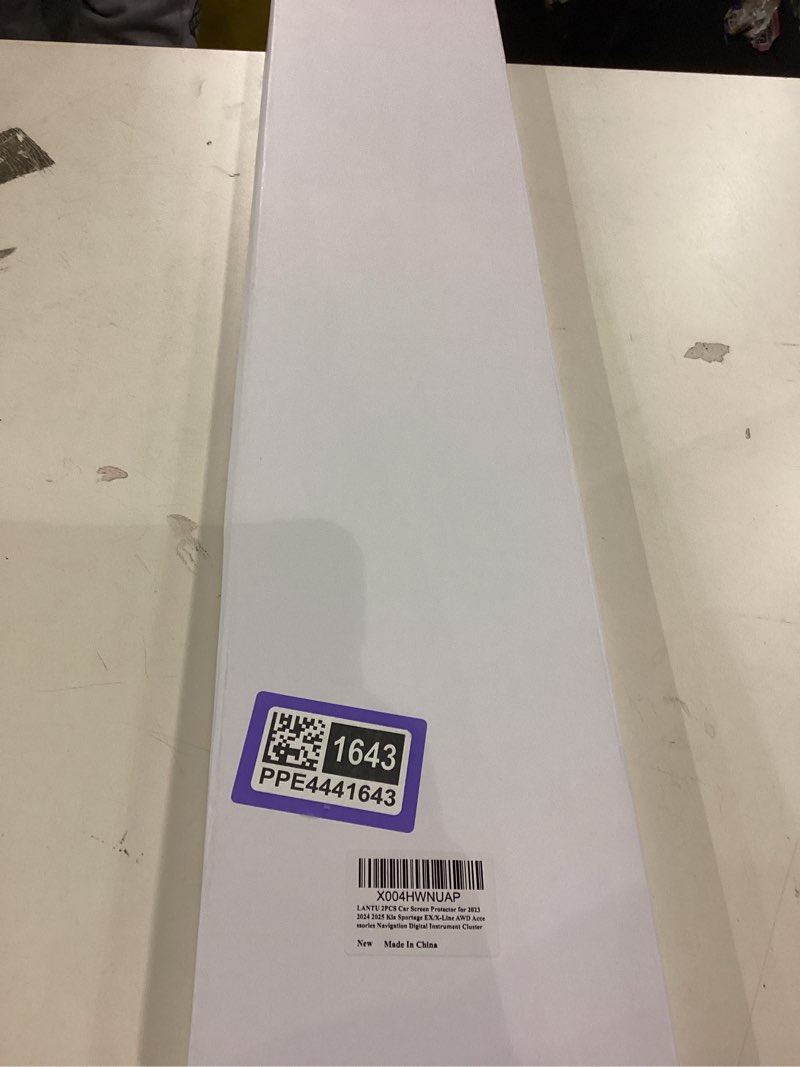 1643
PPE4441643
X004HWNUAP
LANTU 2PCS Car Screen Protector for 2023
2024 2025 Kia Sportage EX/X-Line AWD Acce
ssories Navigation Digital Instrument Cluster
New Made In China